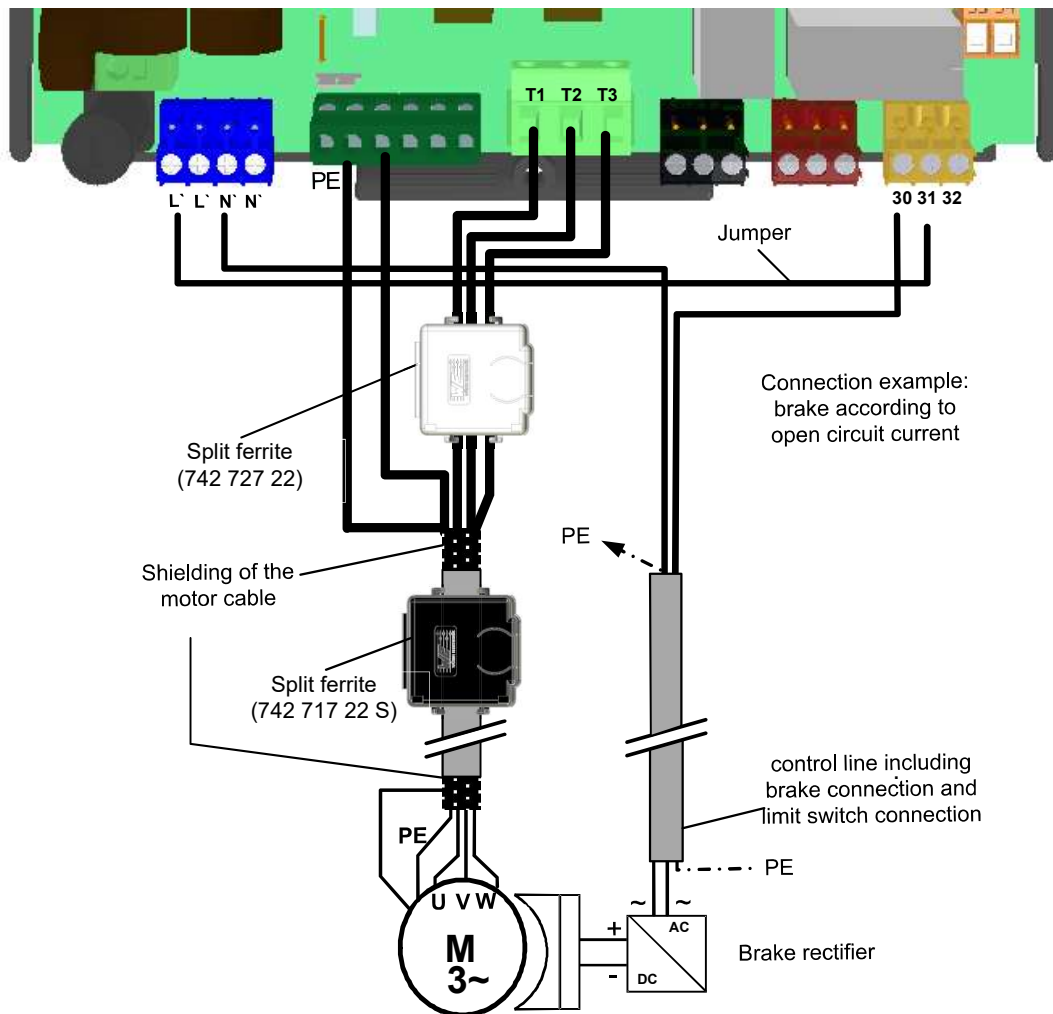 T1 T2 T3
PE
L` L` N` N`
30 31 32
Jumper
Connection example:
brake according to
open circuit current
Split ferrite
(742 727 22)
PE
Shielding of the
motor cable
Split ferrite
(742 717 22 S)
control line including
brake connection and
limit switch connection
PE
PE
U V W
M
3~
~ ~
AC
+
-
DC
Brake rectifier